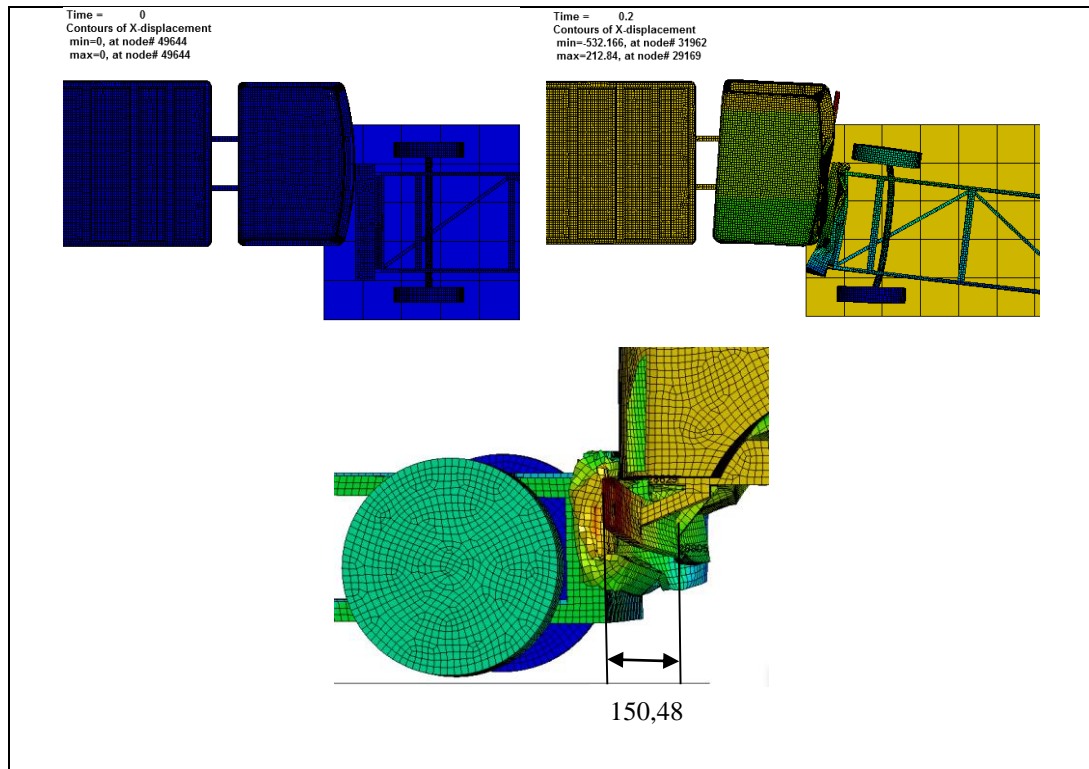 Time = 0
Contours of X-displacement
min=0, at node# 49644
max=0, at node# 49644
Time = 0.2
Contours of X-displacement
min=-532.166, at node# 31962
max=212.84, at node# 29169
150,48